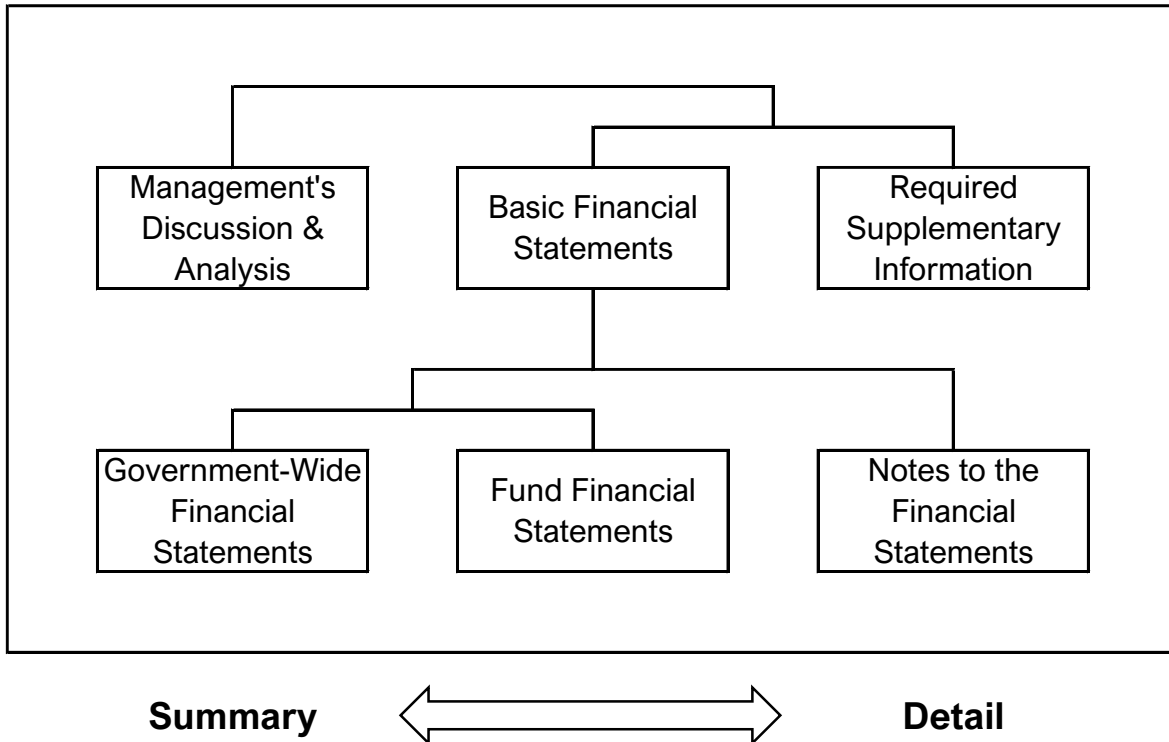 Management's
Discussion &
Analysis
Basic Financial
Statements
Required
Supplementary
Information
Government-Wide
Financial
Statements
Fund Financial
Statements
Notes to the
Financial
Statements
Summary
Detail